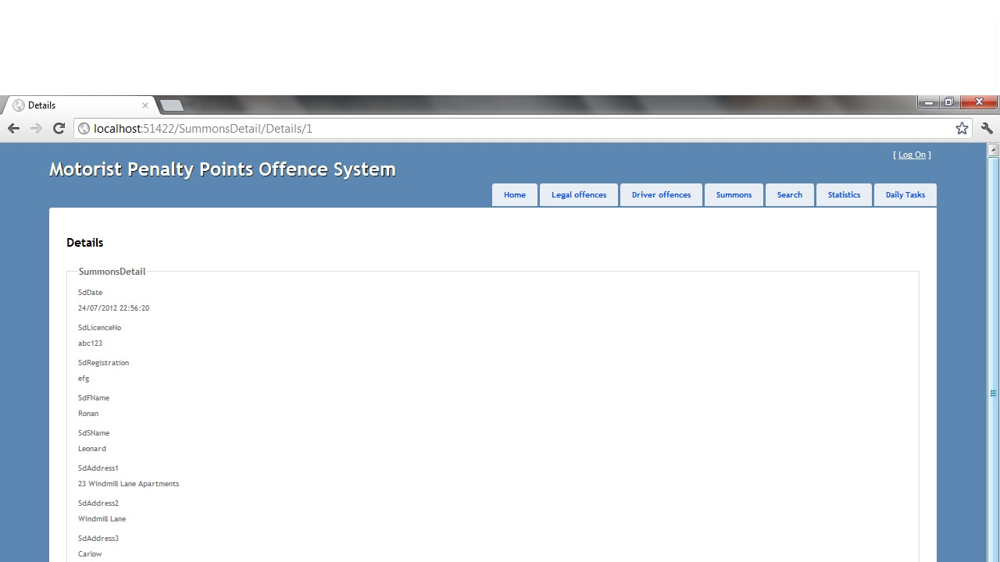 Details
localhost:51422/SummonsDetail/Details/1
[ Log On ]
Motorist Penalty Points Offence System
Home Legal offences Driver offences Summons Search Statistics Daily Tasks
Details
SummonsDetail
SdDate
24/07/2012 22:56:20
SdLicenceNo
abc123
SdRegistration
efg
SdFName
Ronan
SdSName
Leonard
SdAddress1
23 Windmill Lane Apartments
SdAddress2
Windmill Lane
SdAddress3
Carlow